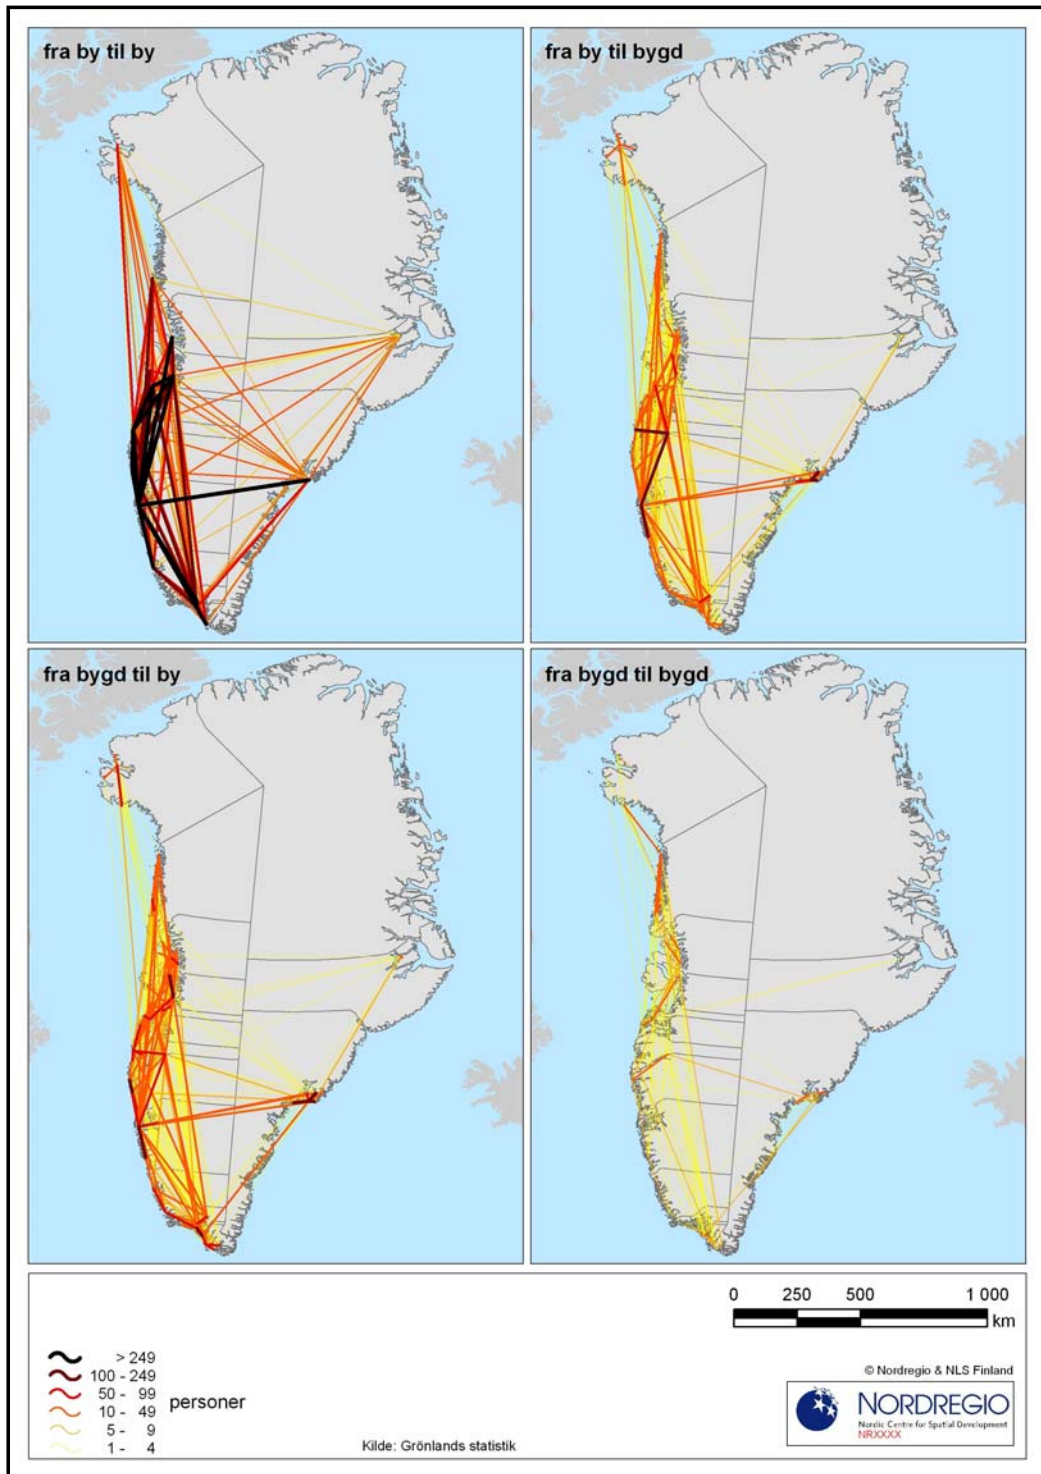 fra by til by
fra by til bygd
fra bygd til by
fra bygd til bygd
0 250 500 1 000
km
> 249
100 - 249
50 - 99
10 - 49
5 - 9
1 - 4
personer
Kilde: Grönlands statistik
© Nordregio & NLS Finland
NORDREGIO
Nordic Centre for Spatial Development
NRXXXX